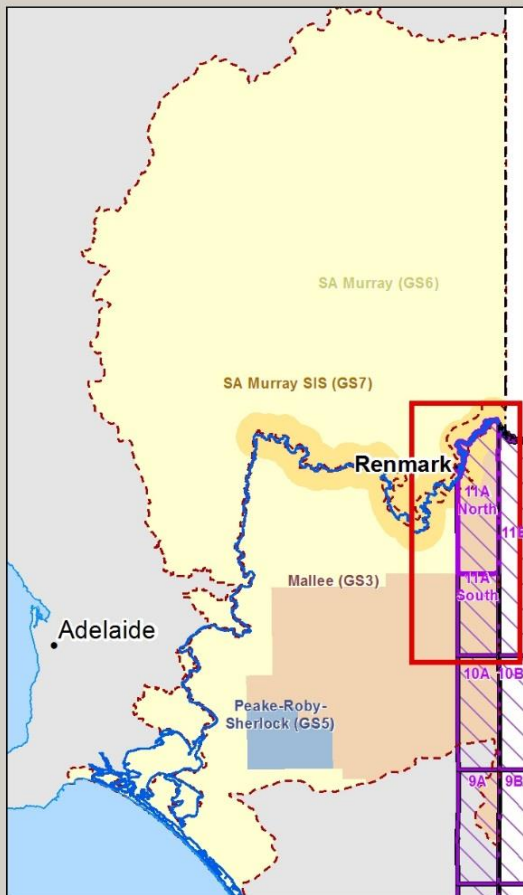 SA Murray (GS6)
SA Murray SIS (GS7)
Renmark
11A
North
11B
Mallee (GS3)
11A
South
Adelaide
10A
10B
Peake-Roby-
Sherlock (GS5)
9A
9B